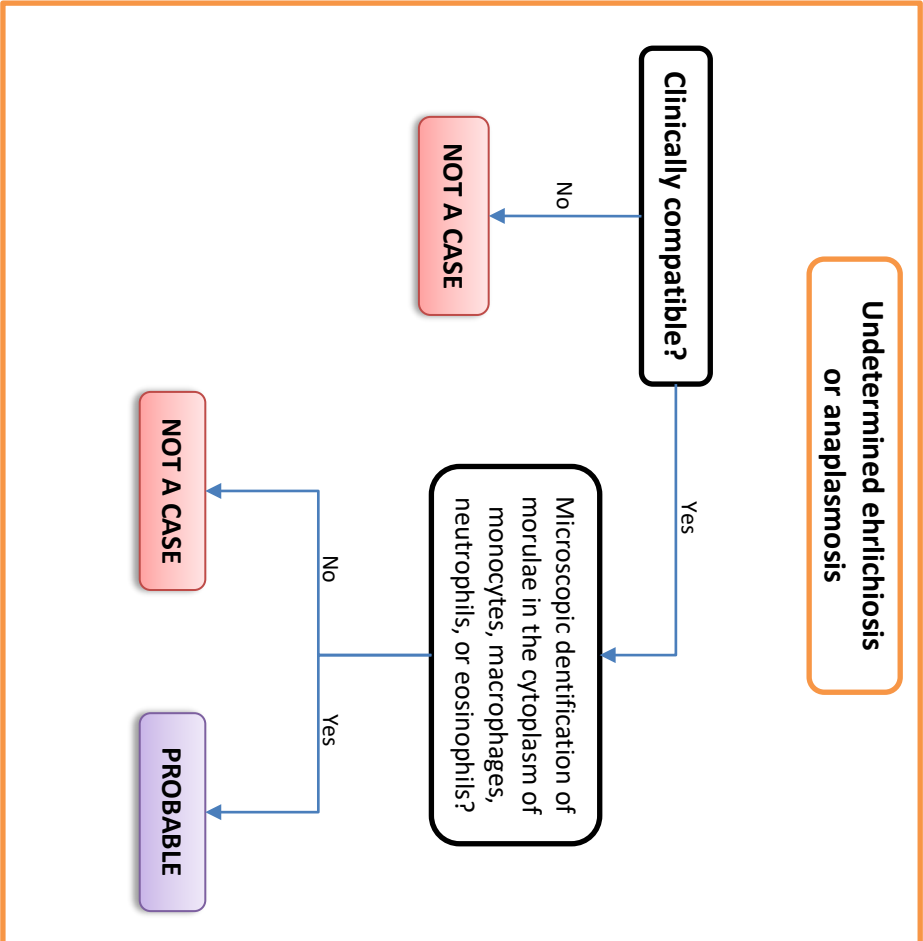 Undetermined ehrlichiosis
or anaplasmosis
Clinically compatible?
No
Yes
NOT A CASE
Microscopic dentification of
morulae in the cytoplasm of
monocytes, macrophages,
neutrophils, or eosinophils?
No
Yes
NOT A CASE
PROBABLE